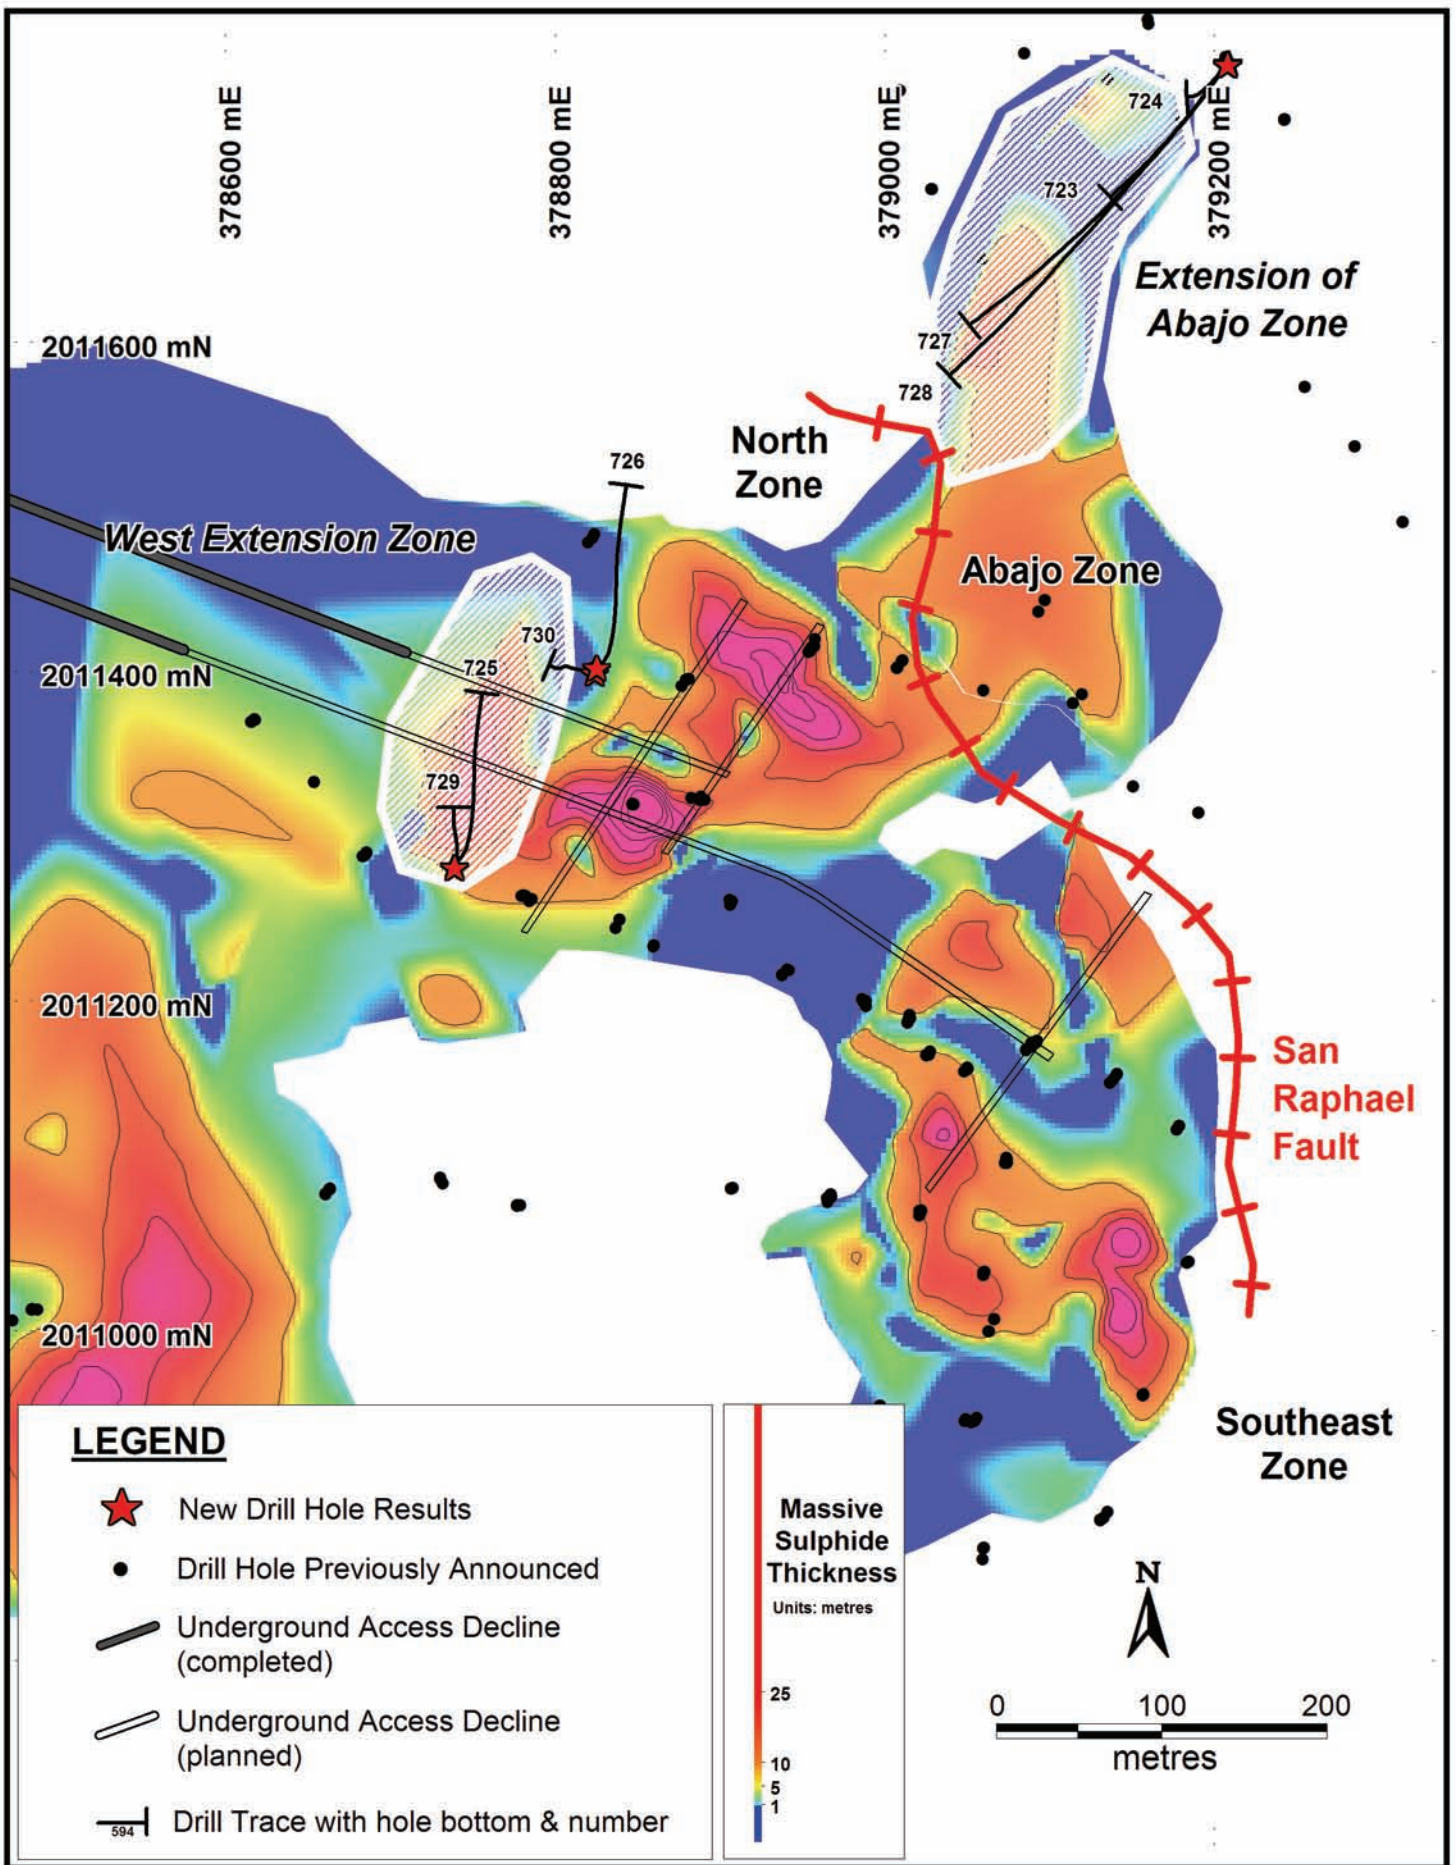 378600 mE
378800 mE
379000 mE
379200 mE
724
723
Extension of
Abajo Zone
727
728
2011600 mN
North
Zone
726
West Extension Zone
Abajo Zone
730
725
2011400 mN
729
2011200 mN
San
Raphael
Fault
2011000 mN
Southeast
Zone
LEGEND
New Drill Hole Results
Drill Hole Previously Announced
Underground Access Decline
(completed)
Underground Access Decline
(planned)
594
Drill Trace with hole bottom & number
Massive
Sulphide
Thickness
Units: metres
25
10
5
1
N
0 100 200
metres